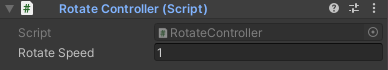 Rotate Controller (Script)
Script RotateController
Rotate Speed 1